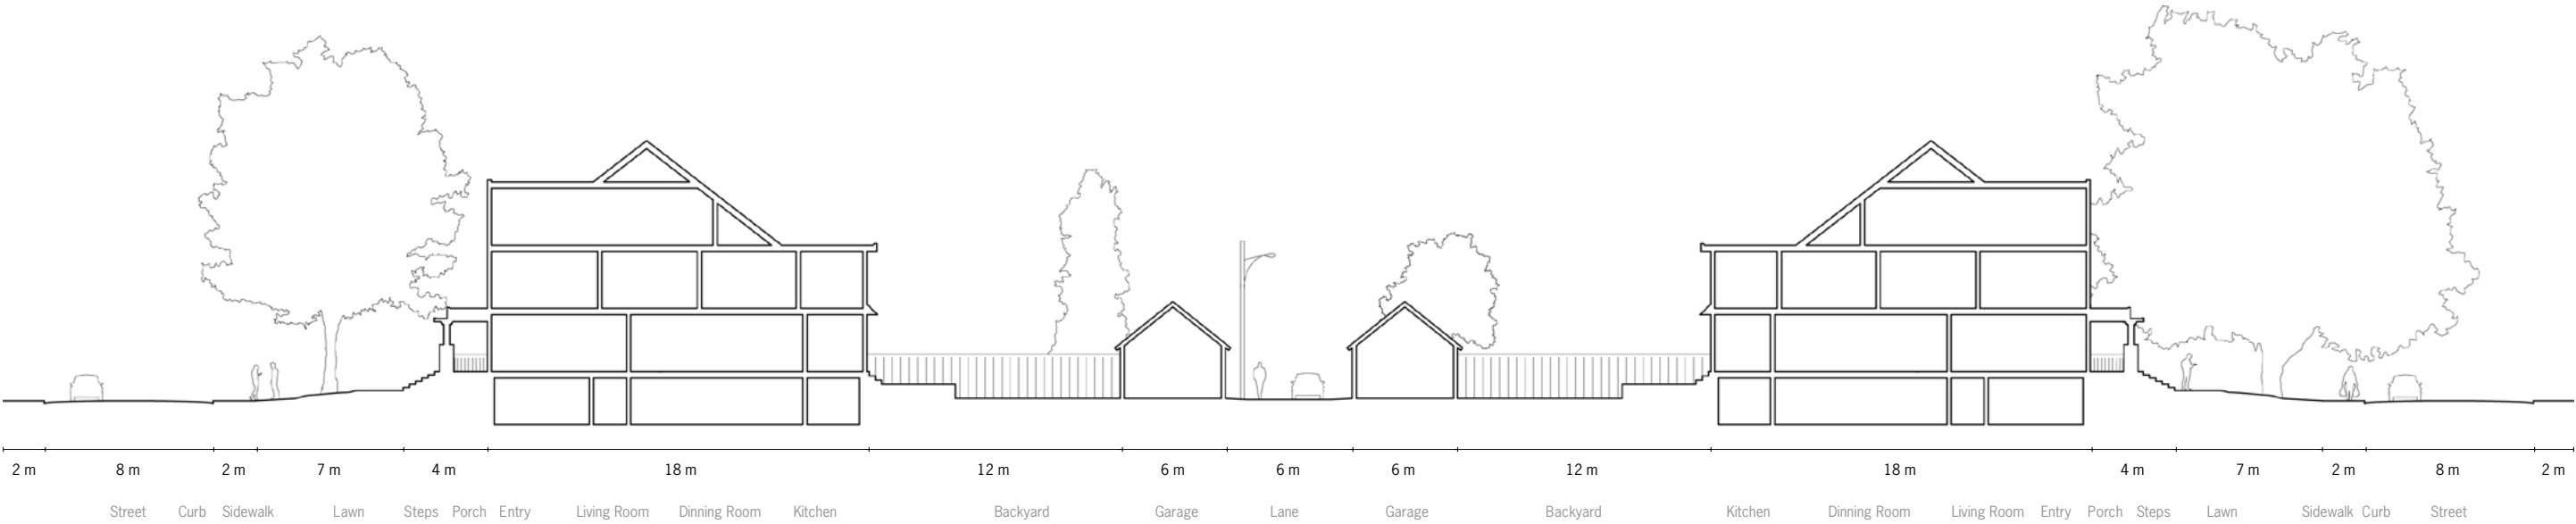 2 m 8 m 2 m 7 m 4 m 18 m 12 m 6 m 6 m 6 m 12 m 18 m 4 m 7 m 2 m 8 m 2 m
Street Curb Sidewalk Lawn Steps Porch Entry Living Room Dinning Room Kitchen Backyard Garage Lane Garage Backyard Kitchen Dinning Room Living Room Entry Porch Steps Lawn Sidewalk Curb Street